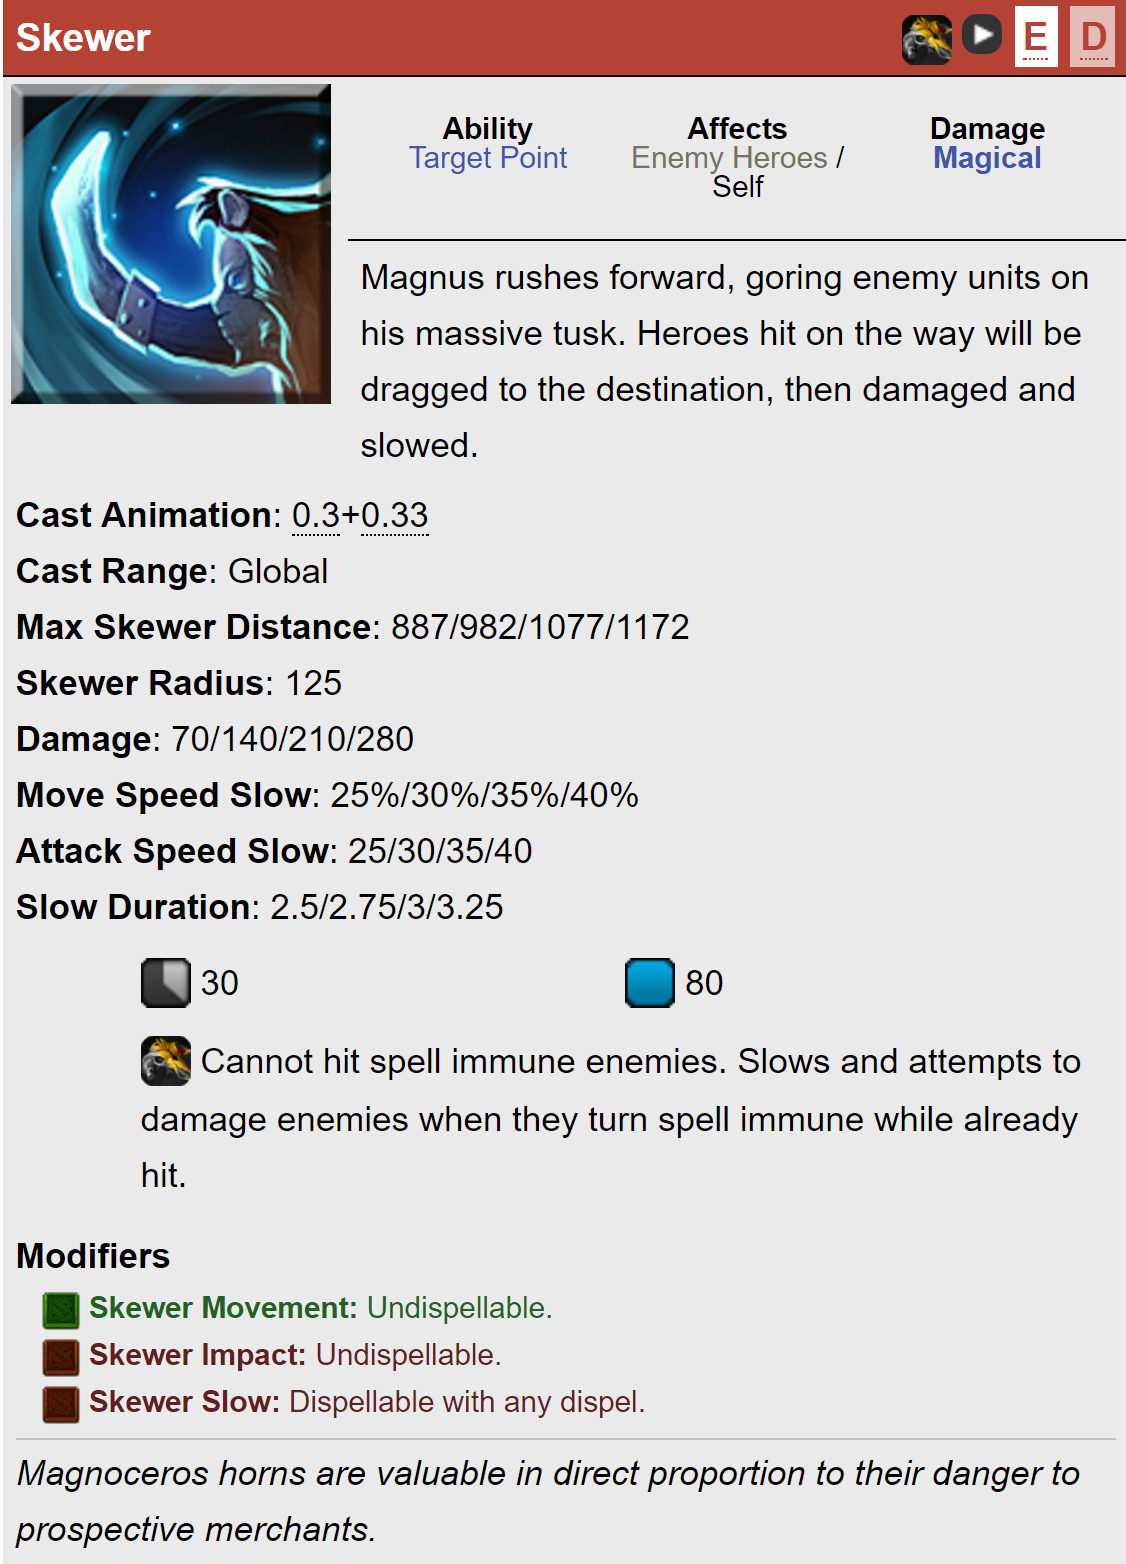 Skewer
E D
Ability
Target Point
Affects
Enemy Heroes /
Self
Damage
Magical
Magnus rushes forward, goring enemy units on
his massive tusk. Heroes hit on the way will be
dragged to the destination, then damaged and
slowed.
Cast Animation: 0.3+0.33
Cast Range: Global
Max Skewer Distance: 887/982/1077/1172
Skewer Radius: 125
Damage: 70/140/210/280
Move Speed Slow: 25%/30%/35%/40%
Attack Speed Slow: 25/30/35/40
Slow Duration: 2.5/2.75/3/3.25
30
80
Cannot hit spell immune enemies. Slows and attempts to
damage enemies when they turn spell immune while already
hit.
Modifiers
Skewer Movement: Undispellable.
Skewer Impact: Undispellable.
Skewer Slow: Dispellable with any dispel.
Magnoceros horns are valuable in direct proportion to their danger to
prospective merchants.